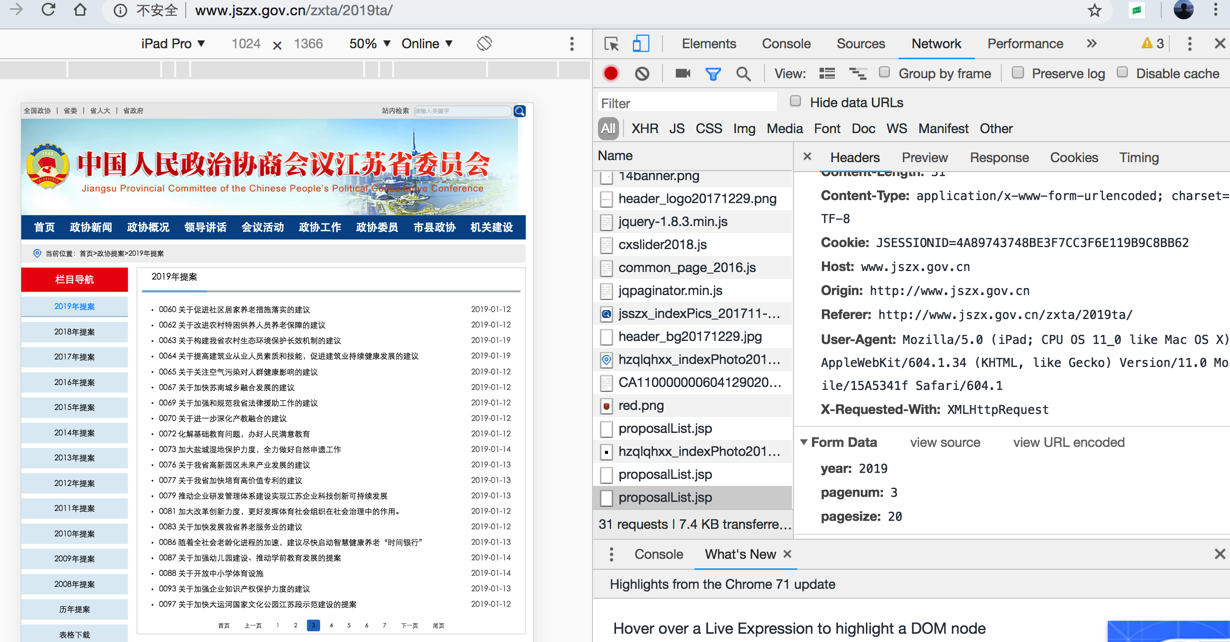 不安全 www.jszx.gov.cn/zxta/2019ta/
iPad Pro ▼ 1024 × 1366 50% ▼ Online ▼
全国政协 | 省委 | 省人大 | 省政府 站内检索 请输入关键字
中国人民政治协商会议江苏省委员会
Jiangsu Provincial Committee of the Chinese People's Political Consultative Conference
首页 政协新闻 政协概况 领导讲话 会议活动 政协工作 政协委员 市县政协 机关建设
当前位置: 首页>政协提案>2019年提案
栏目导航
2019年提案
2018年提案
2017年提案
2016年提案
2015年提案
2014年提案
2013年提案
2012年提案
2011年提案
2010年提案
2009年提案
2008年提案
历年提案
表格下载
2019年提案
0060 关于促进社区居家养老措施落实的建议 2019-01-12
0062 关于改进农村特困供养人员养老保障的建议 2019-01-12
0063 关于构建我省农村生态环境保护长效机制的建议 2019-01-19
0064 关于提高建筑业从业人员素质和技能，促进建筑业持续健康发展的建议 2019-01-12
0065 关于关注空气污染对人群健康影响的建议 2019-01-12
0067 关于加快苏南城乡融合发展的建议 2019-01-12
0069 关于加强和规范我省法律援助工作的建议 2019-01-12
0070 关于进一步深化产教融合的建议 2019-01-12
0072 化解基础教育问题，办好人民满意教育 2019-01-12
0073 加大盐城湿地保护力度，全力做好自然申遗工作 2019-01-14
0076 关于我省高新园区未来产业发展的建议 2019-01-13
0077 关于我省加快培育高价值专利的建议 2019-01-13
0079 推动企业研发管理体系建设实现江苏企业科技创新可持续发展 2019-01-13
0081 加大改革创新力度，更好发挥体育社会组织在社会治理中的作用。 2019-01-12
0083 关于加快发展我省养老服务业的建议 2019-01-12
0086 随着全社会老龄化进程的加速，建议尽快启动智慧健康养老“时间银行” 2019-01-13
0087 关于加强幼儿园建设、推动学前教育发展的提案 2019-01-14
0088 关于开放中小学体育设施 2019-01-14
0093 关于加强企业知识产权保护力度的建议 2019-01-13
0097 关于加快大运河国家文化公园江苏段示范建设的提案 2019-01-12
首页 上一页 1 2 3 4 5 6 7 下一页 尾页
Elements Console Sources Network Performance » 3
View: Group by frame Preserve log Disable cache
Filter Hide data URLs
All XHR JS CSS Img Media Font Doc WS Manifest Other
Name
14banner.png
header_logo20171229.png
jquery-1.8.3.min.js
cxslider2018.js
common_page_2016.js
jqpaginator.min.js
jsszx_indexPics_201711-...
header_bg20171229.jpg
hzqlqhxx_indexPhoto201...
CA110000000604129020...
red.png
proposalList.jsp
hzqlqhxx_indexPhoto201...
proposalList.jsp
proposalList.jsp
31 requests | 7.4 KB transferre...
Headers Preview Response Cookies Timing
Content-Length: 31
Content-Type: application/x-www-form-urlencoded; charset=
TF-8
Cookie: JSESSIONID=4A89743748BE3F7CC3F6E119B9C8BB62
Host: www.jszx.gov.cn
Origin: http://www.jszx.gov.cn
Referer: http://www.jszx.gov.cn/zxta/2019ta/
User-Agent: Mozilla/5.0 (iPad; CPU OS 11_0 like Mac OS X)
AppleWebKit/604.1.34 (KHTML, like Gecko) Version/11.0 Mo
ile/15A5341f Safari/604.1
X-Requested-With: XMLHttpRequest
▼ Form Data view source view URL encoded
year: 2019
pagenum: 3
pagesize: 20
Console What's New ×
Highlights from the Chrome 71 update
Hover over a Live Expression to highlight a DOM node